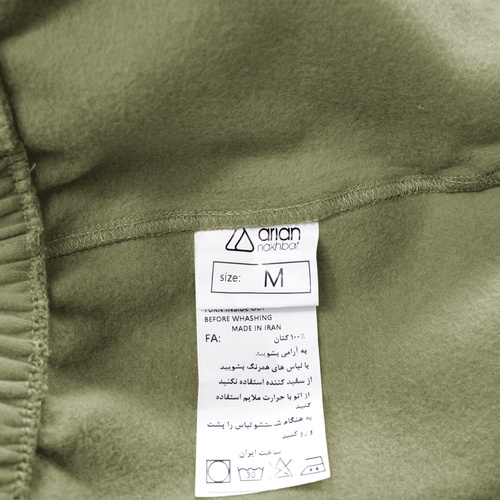 arian
nakhbaf
size: M
TURN INSIDE OUT
BEFORE WHASHING
MADE IN IRAN
FA: ۱۰۰٪ کتان
به آرامی بشویید
با لباس های همرنگ بشویید
از سفید کننده استفاده نکنید
از اتو با حرارت ملایم استفاده
کنید
به هنگام شستشو لباس را پشت
و رو کنید
ساخت ایران
30